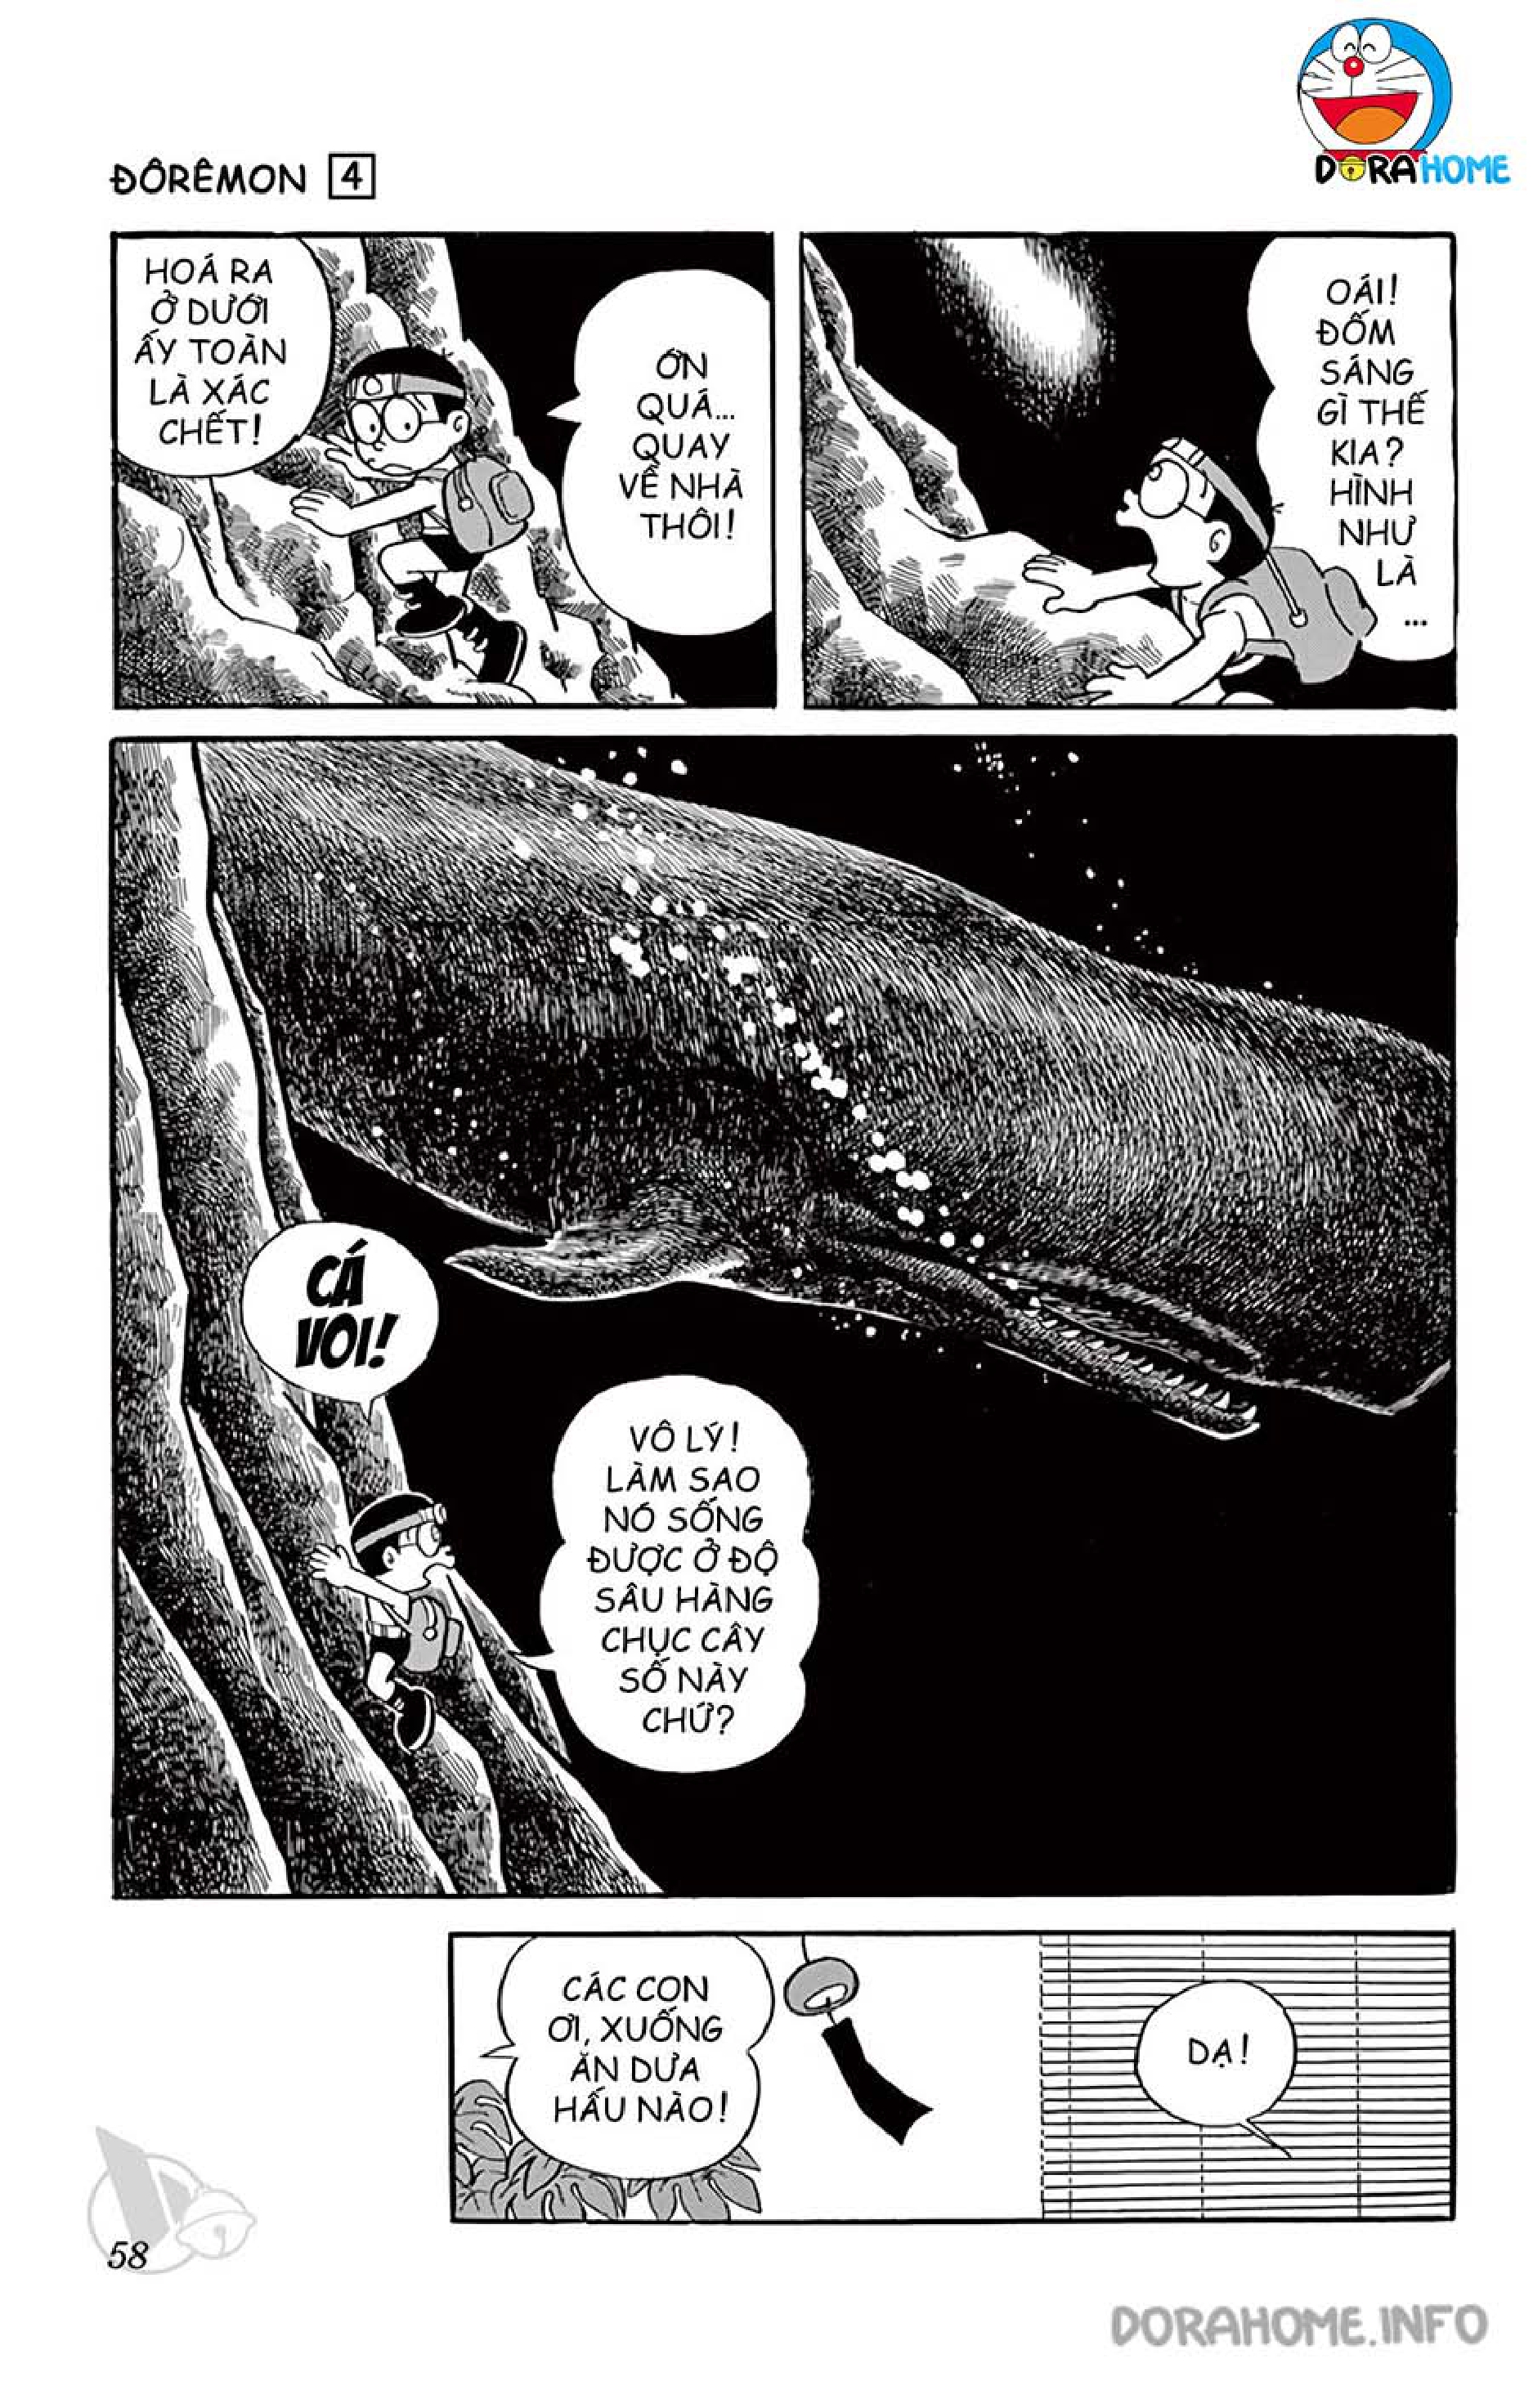 DORAHOME
ĐÔRÊMON 4
HOÁ RA
Ở DƯỚI
ẤY TOÀN
LÀ XÁC
CHẾT!
ỚN
QUÁ...
QUAY
VỀ NHÀ
THÔI!
OÁI!
ĐỐM
SÁNG
GÌ THẾ
KIA?
HÌNH
NHƯ
LÀ
...
CÁ
VOI!
VÔ LÝ!
LÀM SAO
NÓ SỐNG
ĐƯỢC Ở ĐỘ
SÂU HÀNG
CHỤC CÂY
SỐ NÀY
CHỨ?
CÁC CON
ƠI, XUỐNG
ĂN DƯA
HẤU NÀO!
DẠ!
58
DORAHOME.INFO